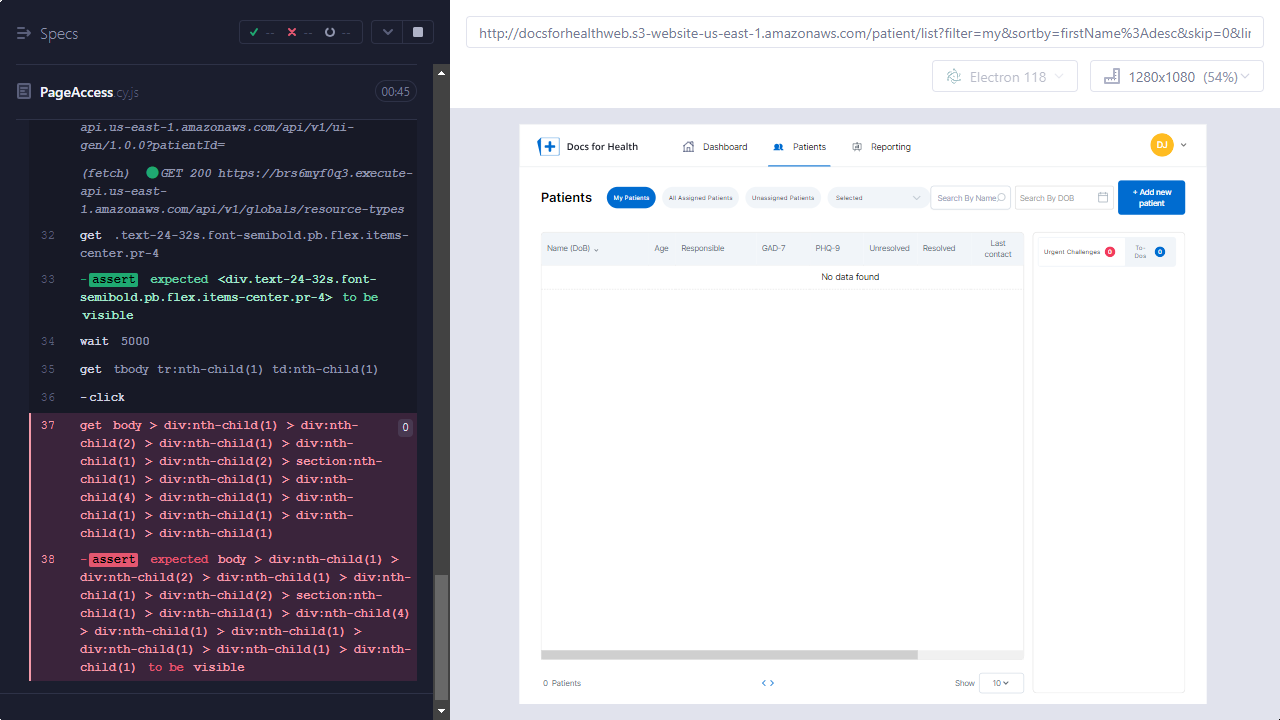 Specs
--
--
--
PageAccess cy.js
00:45
api.us-east-1.amazonaws.com/api/v1/ui-
gen/1.0.0?patientId=
(fetch) GET 200 https://brs6myf0q3.execute-
api.us-east-
1.amazonaws.com/api/v1/globals/resource-types
32 get .text-24-32s.font-semibold.pb.flex.items-
center.pr-4
33 -assert expected <div.text-24-32s.font-
semibold.pb.flex.items-center.pr-4> to be
visible
34 wait 5000
35 get tbody tr:nth-child(1) td:nth-child(1)
36 -click
37 get body > div:nth-child(1) > div:nth-
0
child(2) > div:nth-child(1) > div:nth-
child(1) > div:nth-child(2) > section:nth-
child(1) > div:nth-child(1) > div:nth-
child(4) > div:nth-child(1) > div:nth-
child(1) > div:nth-child(1) > div:nth-
child(1) > div:nth-child(1)
38 -assert expected body > div:nth-child(1) >
div:nth-child(2) > div:nth-child(1) > div:nth-
child(1) > div:nth-child(2) > section:nth-
child(1) > div:nth-child(1) > div:nth-child(4)
> div:nth-child(1) > div:nth-child(1) >
div:nth-child(1) > div:nth-child(1) > div:nth-
child(1) to be visible
http://docsforhealthweb.s3-website-us-east-1.amazonaws.com/patient/list?filter=my&sortby=firstName%3Adesc&skip=0&lir
Electron 118
1280x1080 (54%)
Docs for Health
Dashboard
Patients
Reporting
DJ
Patients
My Patients
All Assigned Patients
Unassigned Patients
Selected
Search By Name,
Search By DOB
+ Add new
patient
Name (DoB)
Age
Responsible
GAD-7
PHQ-9
Unresolved
Resolved
Last
contact
No data found
Urgent Challenges 0
To-
Dos
0
0 Patients
< >
Show
10